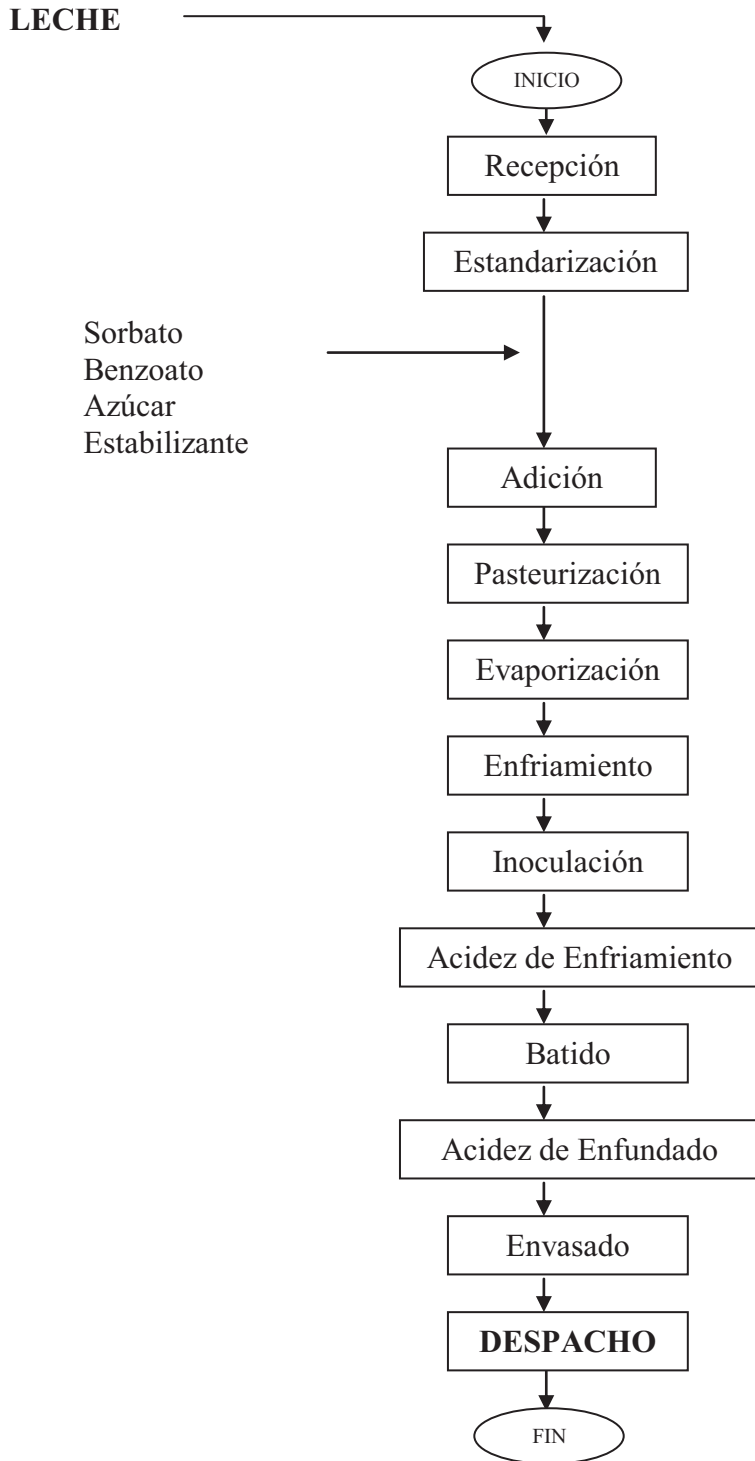 LECHE
INICIO
Recepción
Estandarización
Sorbato
Benzoato
Azúcar
Estabilizante
Adición
Pasteurización
Evaporización
Enfriamiento
Inoculación
Acidez de Enfriamiento
Batido
Acidez de Enfundado
Envasado
DESPACHO
FIN